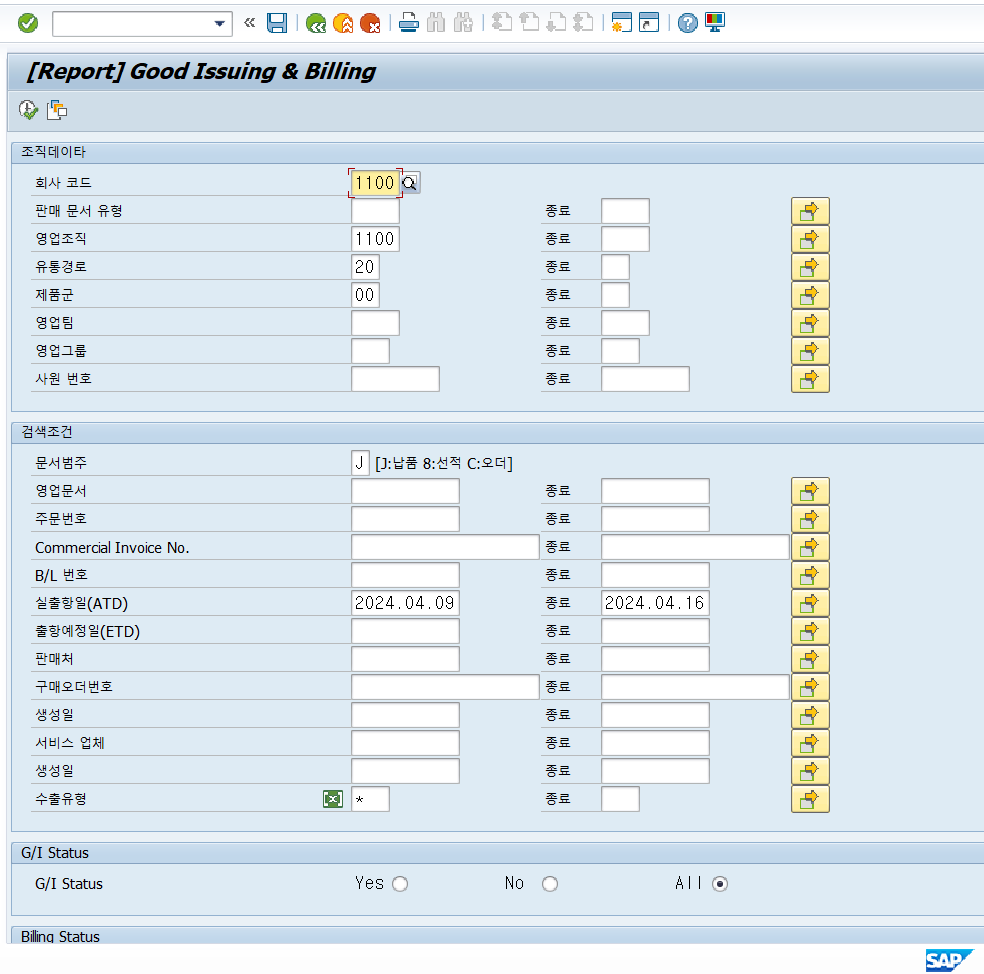 [Report] Good Issuing & Billing
조직데이타
회사 코드 1100
판매 문서 유형 종료
영업조직 1100 종료
유통경로 20 종료
제품군 00 종료
영업팀 종료
영업그룹 종료
사원 번호 종료
검색조건
문서범주 J [J:납품 8:선적 C:오더]
영업문서 종료
주문번호 종료
Commercial Invoice No. 종료
B/L 번호 종료
실출항일(ATD) 2024.04.09 종료 2024.04.16
출항예정일(ETD) 종료
판매처 종료
구매오더번호 종료
생성일 종료
서비스 업체 종료
생성일 종료
수출유형 * 종료
G/I Status
G/I Status Yes No All
Billing Status
SAP